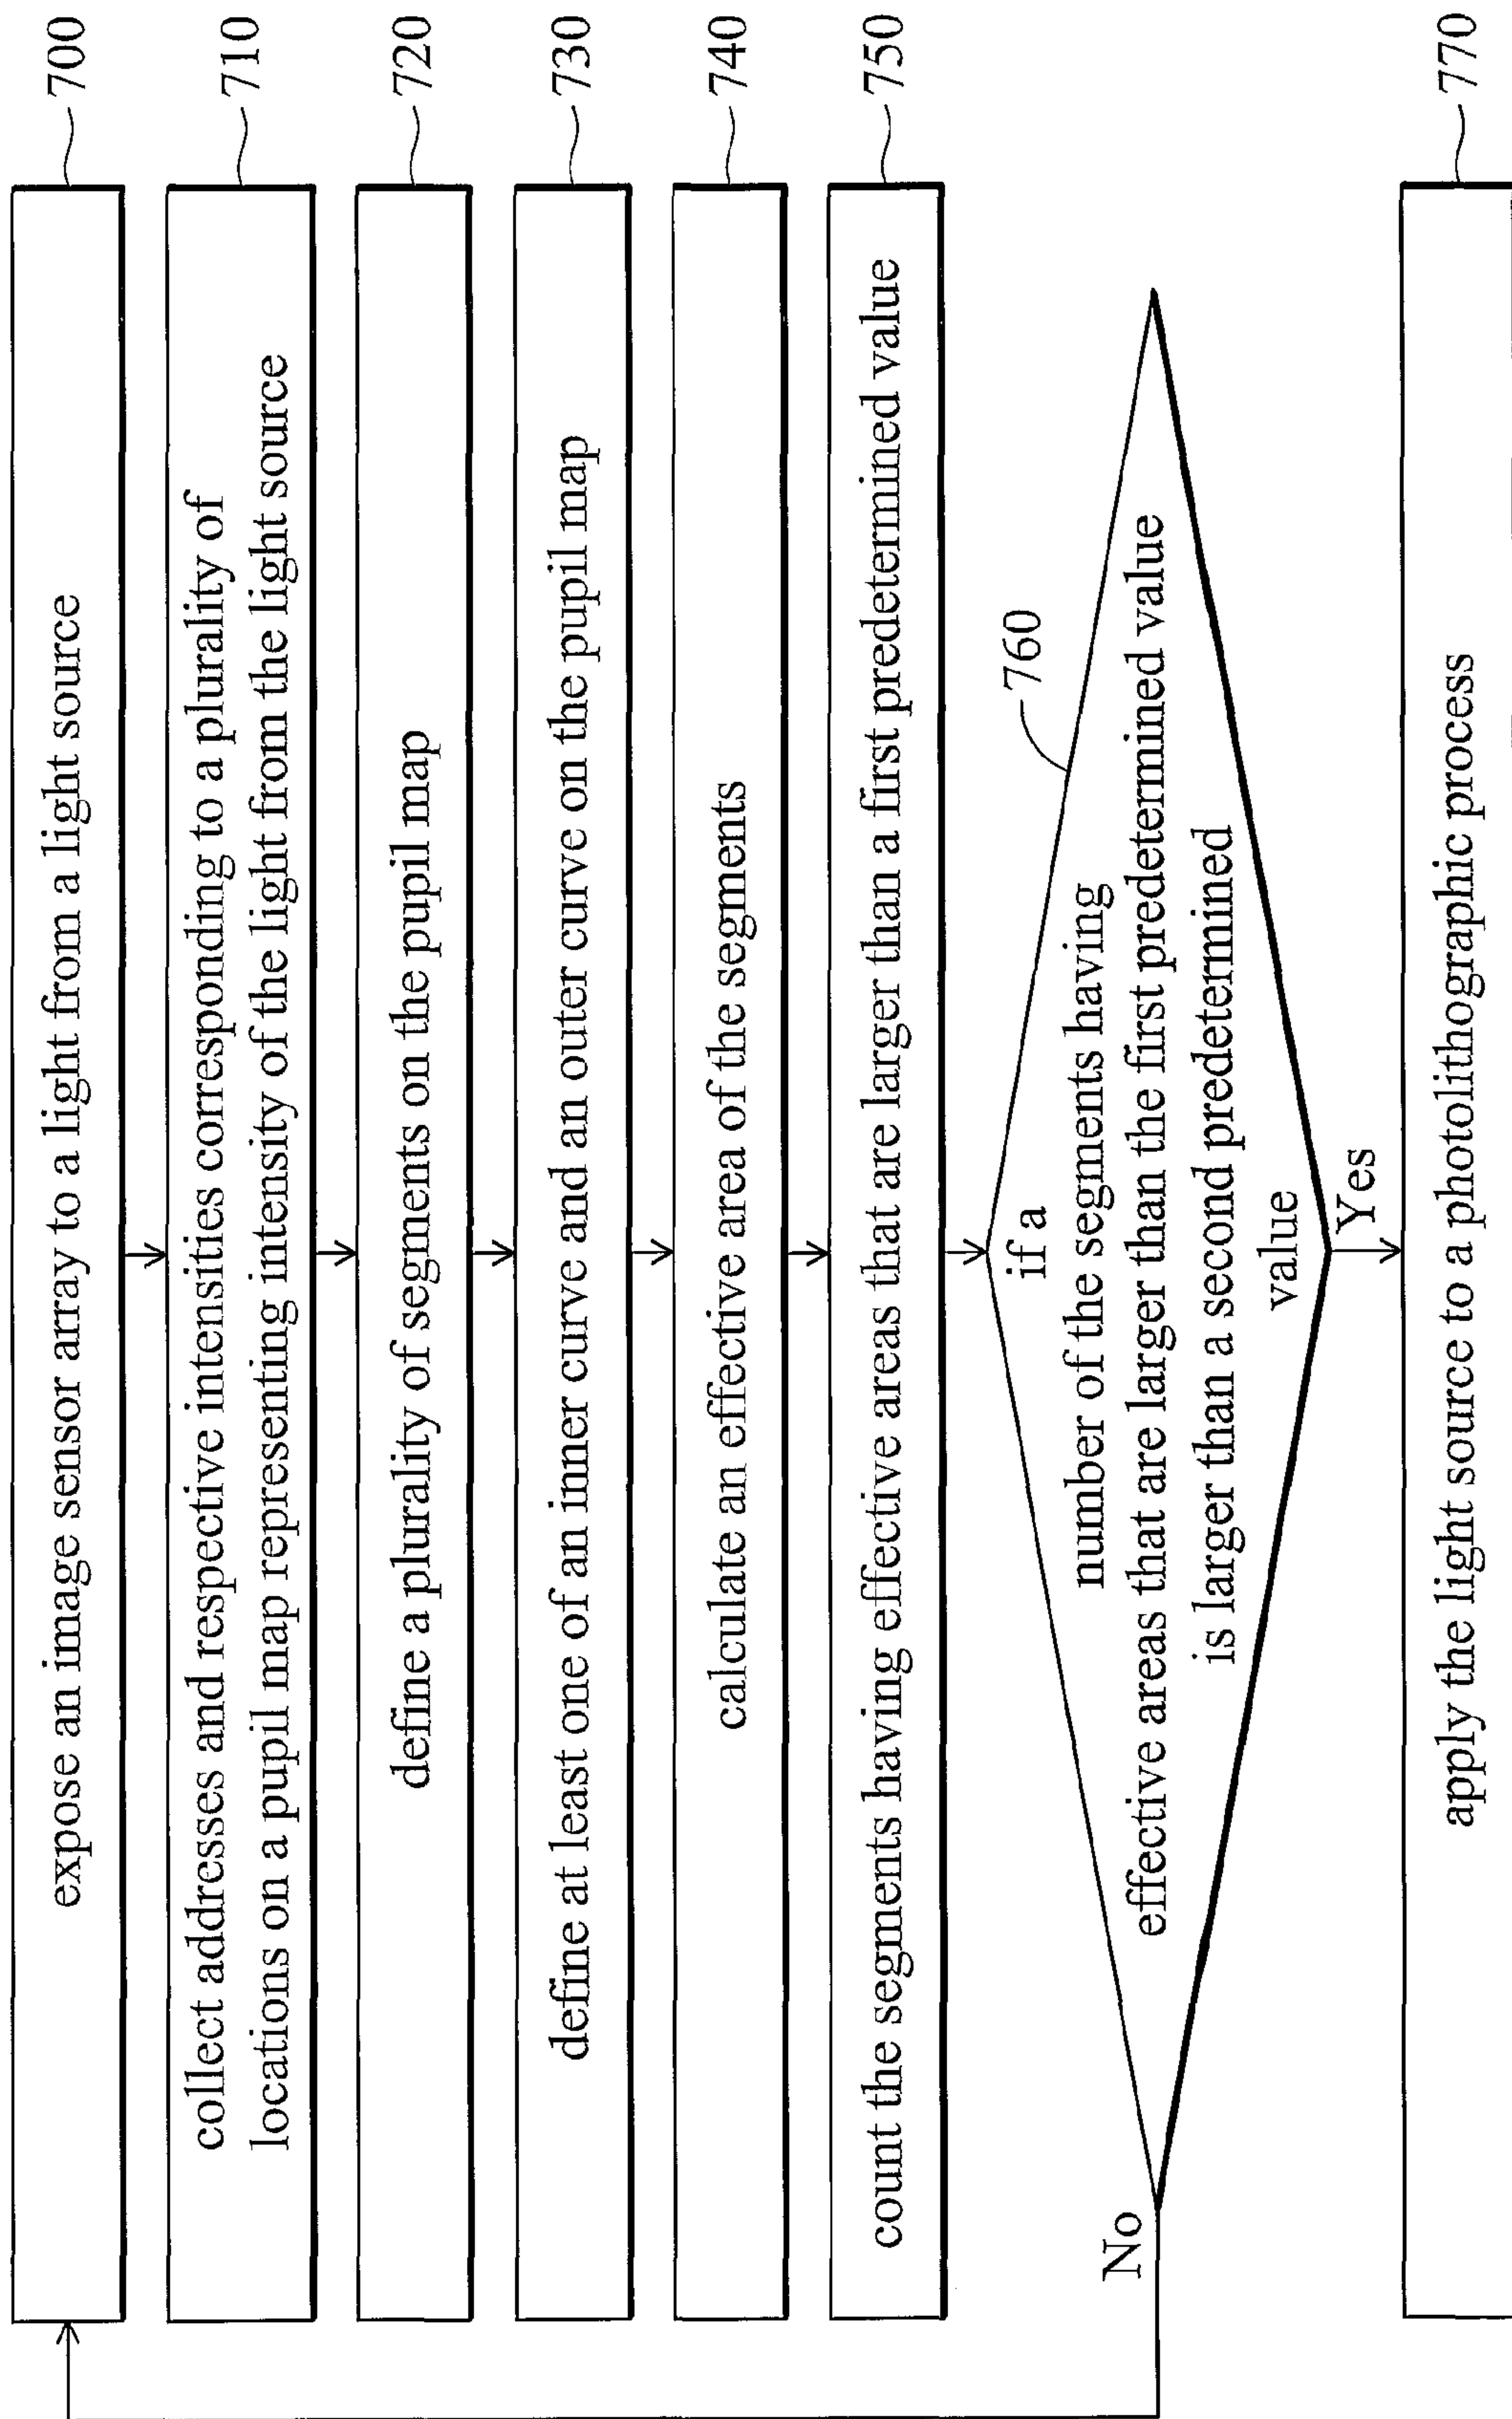 expose an image sensor array to a light from a light source
700
collect addresses and respective intensities corresponding to a plurality of
locations on a pupil map representing intensity of the light from the light source
710
define a plurality of segments on the pupil map
720
define at least one of an inner curve and an outer curve on the pupil map
730
calculate an effective area of the segments
740
count the segments having effective areas that are larger than a first predetermined value
750
if a
number of the segments having
effective areas that are larger than the first predetermined value
is larger than a second predetermined
value
760
No
Yes
apply the light source to a photolithographic process
770